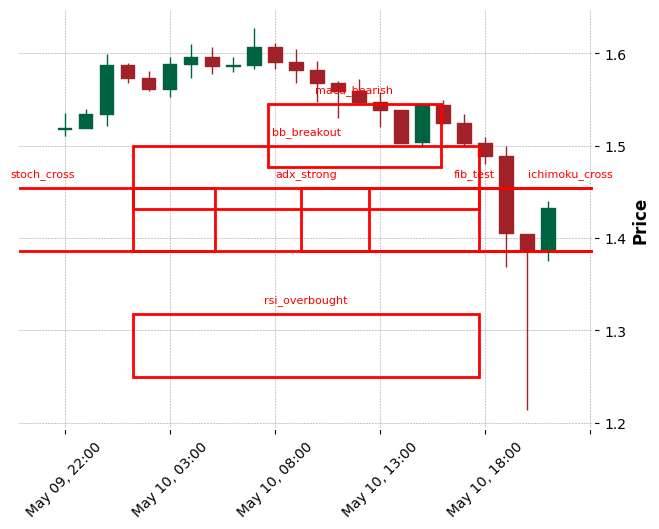 1.6
macd_bearish
bb_breakout
1.5
stoch_cross
adx_strong
fib_test
ichimoku_cross
1.4
rsi_overbought
1.3
1.2
Price
May 09, 22:00
May 10, 03:00
May 10, 08:00
May 10, 13:00
May 10, 18:00